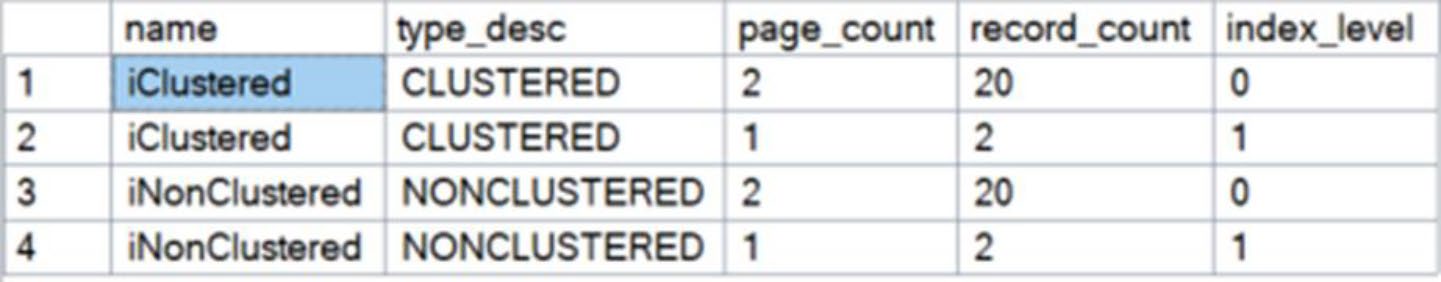 name type_desc page_count record_count index_level
1 iClustered CLUSTERED 2 20 0
2 iClustered CLUSTERED 1 2 1
3 iNonClustered NONCLUSTERED 2 20 0
4 iNonClustered NONCLUSTERED 1 2 1